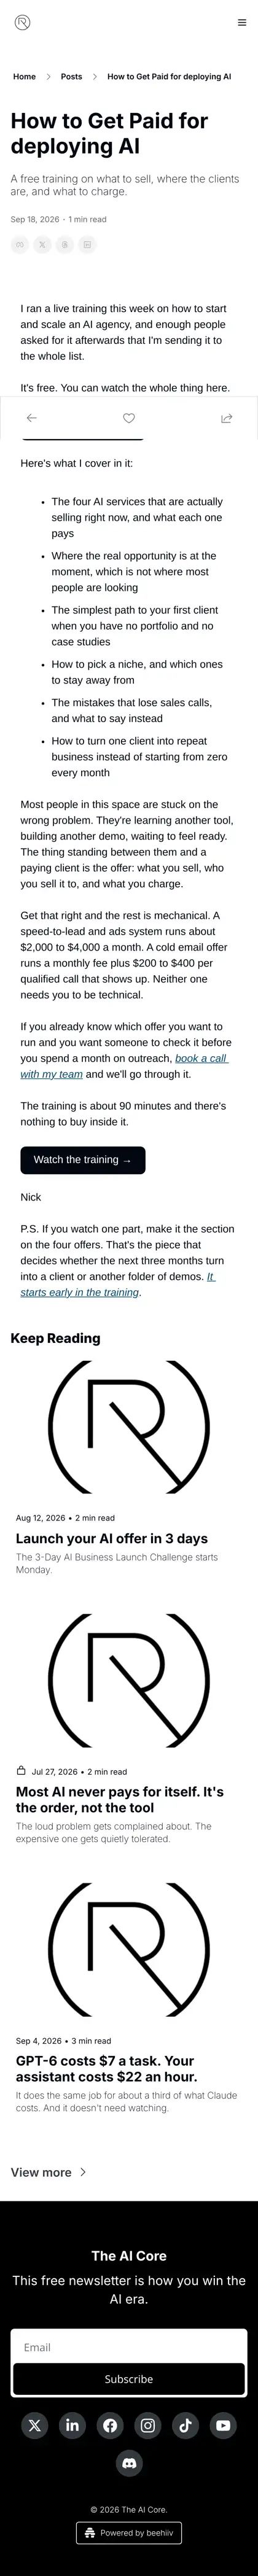 Home > Posts > How to Get Paid for deploying AI
How to Get Paid for
deploying AI
A free training on what to sell, where the clients
are, and what to charge.
Sep 18, 2026 · 1 min read
I ran a live training this week on how to start
and scale an AI agency, and enough people
asked for it afterwards that I'm sending it to
the whole list.
It's free. You can watch the whole thing here.
Here's what I cover in it:
• The four AI services that are actually
selling right now, and what each one
pays
• Where the real opportunity is at the
moment, which is not where most
people are looking
• The simplest path to your first client
when you have no portfolio and no
case studies
• How to pick a niche, and which ones
to stay away from
• The mistakes that lose sales calls,
and what to say instead
• How to turn one client into repeat
business instead of starting from zero
every month
Most people in this space are stuck on the
wrong problem. They're learning another tool,
building another demo, waiting to feel ready.
The thing standing between them and a
paying client is the offer: what you sell, who
you sell it to, and what you charge.
Get that right and the rest is mechanical. A
speed-to-lead and ads system runs about
$2,000 to $4,000 a month. A cold email offer
runs a monthly fee plus $200 to $400 per
qualified call that shows up. Neither one
needs you to be technical.
If you already know which offer you want to
run and you want someone to check it before
you spend a month on outreach, book a call
with my team and we'll go through it.
The training is about 90 minutes and there's
nothing to buy inside it.
Watch the training →
Nick
P.S. If you watch one part, make it the section
on the four offers. That's the piece that
decides whether the next three months turn
into a client or another folder of demos. It
starts early in the training.
Keep Reading
Aug 12, 2026 • 2 min read
Launch your AI offer in 3 days
The 3-Day AI Business Launch Challenge starts
Monday.
Jul 27, 2026 • 2 min read
Most AI never pays for itself. It's
the order, not the tool
The loud problem gets complained about. The
expensive one gets quietly tolerated.
Sep 4, 2026 • 3 min read
GPT-6 costs $7 a task. Your
assistant costs $22 an hour.
It does the same job for about a third of what Claude
costs. And it doesn't need watching.
View more >
The AI Core
This free newsletter is how you win the
AI era.
Email
Subscribe
© 2026 The AI Core.
Powered by beehiiv